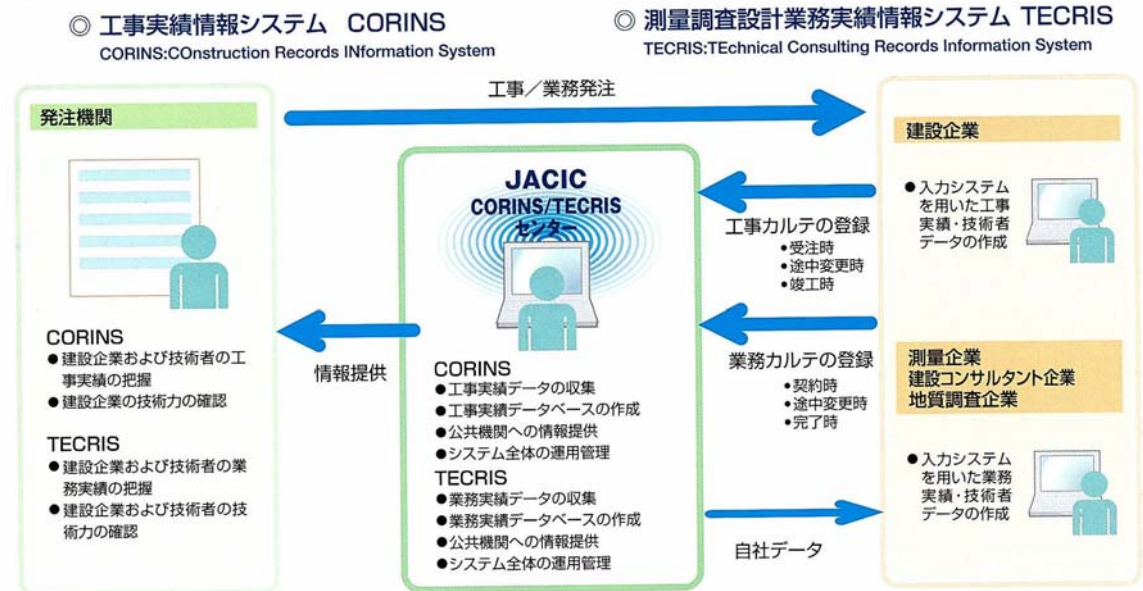 ◎ 工事実績情報システム CORINS
CORINS:COnstruction Records INformation System
◎ 測量調査設計業務実績情報システム TECRIS
TECRIS:TEchnical Consulting Records Information System
発注機関
CORINS
●建設企業および技術者の工
事実績の把握
●建設企業の技術力の確認
TECRIS
●建設企業および技術者の業
務実績の把握
●建設企業および技術者の技
術力の確認
工事/業務発注
情報提供
JACIC
CORINS/TECRIS
センター
CORINS
●工事実績データの収集
●工事実績データベースの作成
●公共機関への情報提供
●システム全体の運用管理
TECRIS
●業務実績データの収集
●業務実績データベースの作成
●公共機関への情報提供
●システム全体の運用管理
工事カルテの登録
•受注時
•途中変更時
•竣工時
業務カルテの登録
•契約時
•途中変更時
•完了時
自社データ
建設企業
●入力システム
を用いた工事
実績・技術者
データの作成
測量企業
建設コンサルタント企業
地質調査企業
●入力システム
を用いた業務
実績・技術者
データの作成